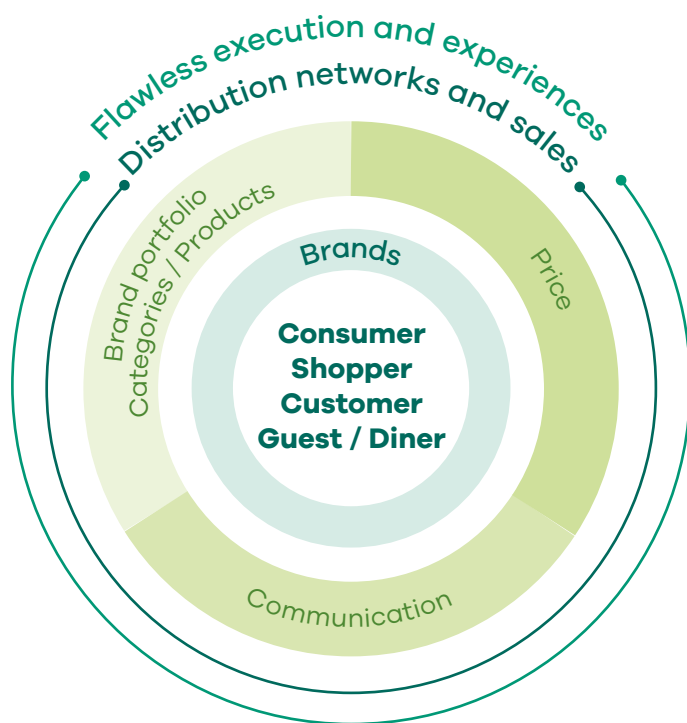 Flawless execution and experiences
Distribution networks and sales
Brand portfolio
Categories / Products
Price
Brands
Consumer
Shopper
Customer
Guest / Diner
Communication